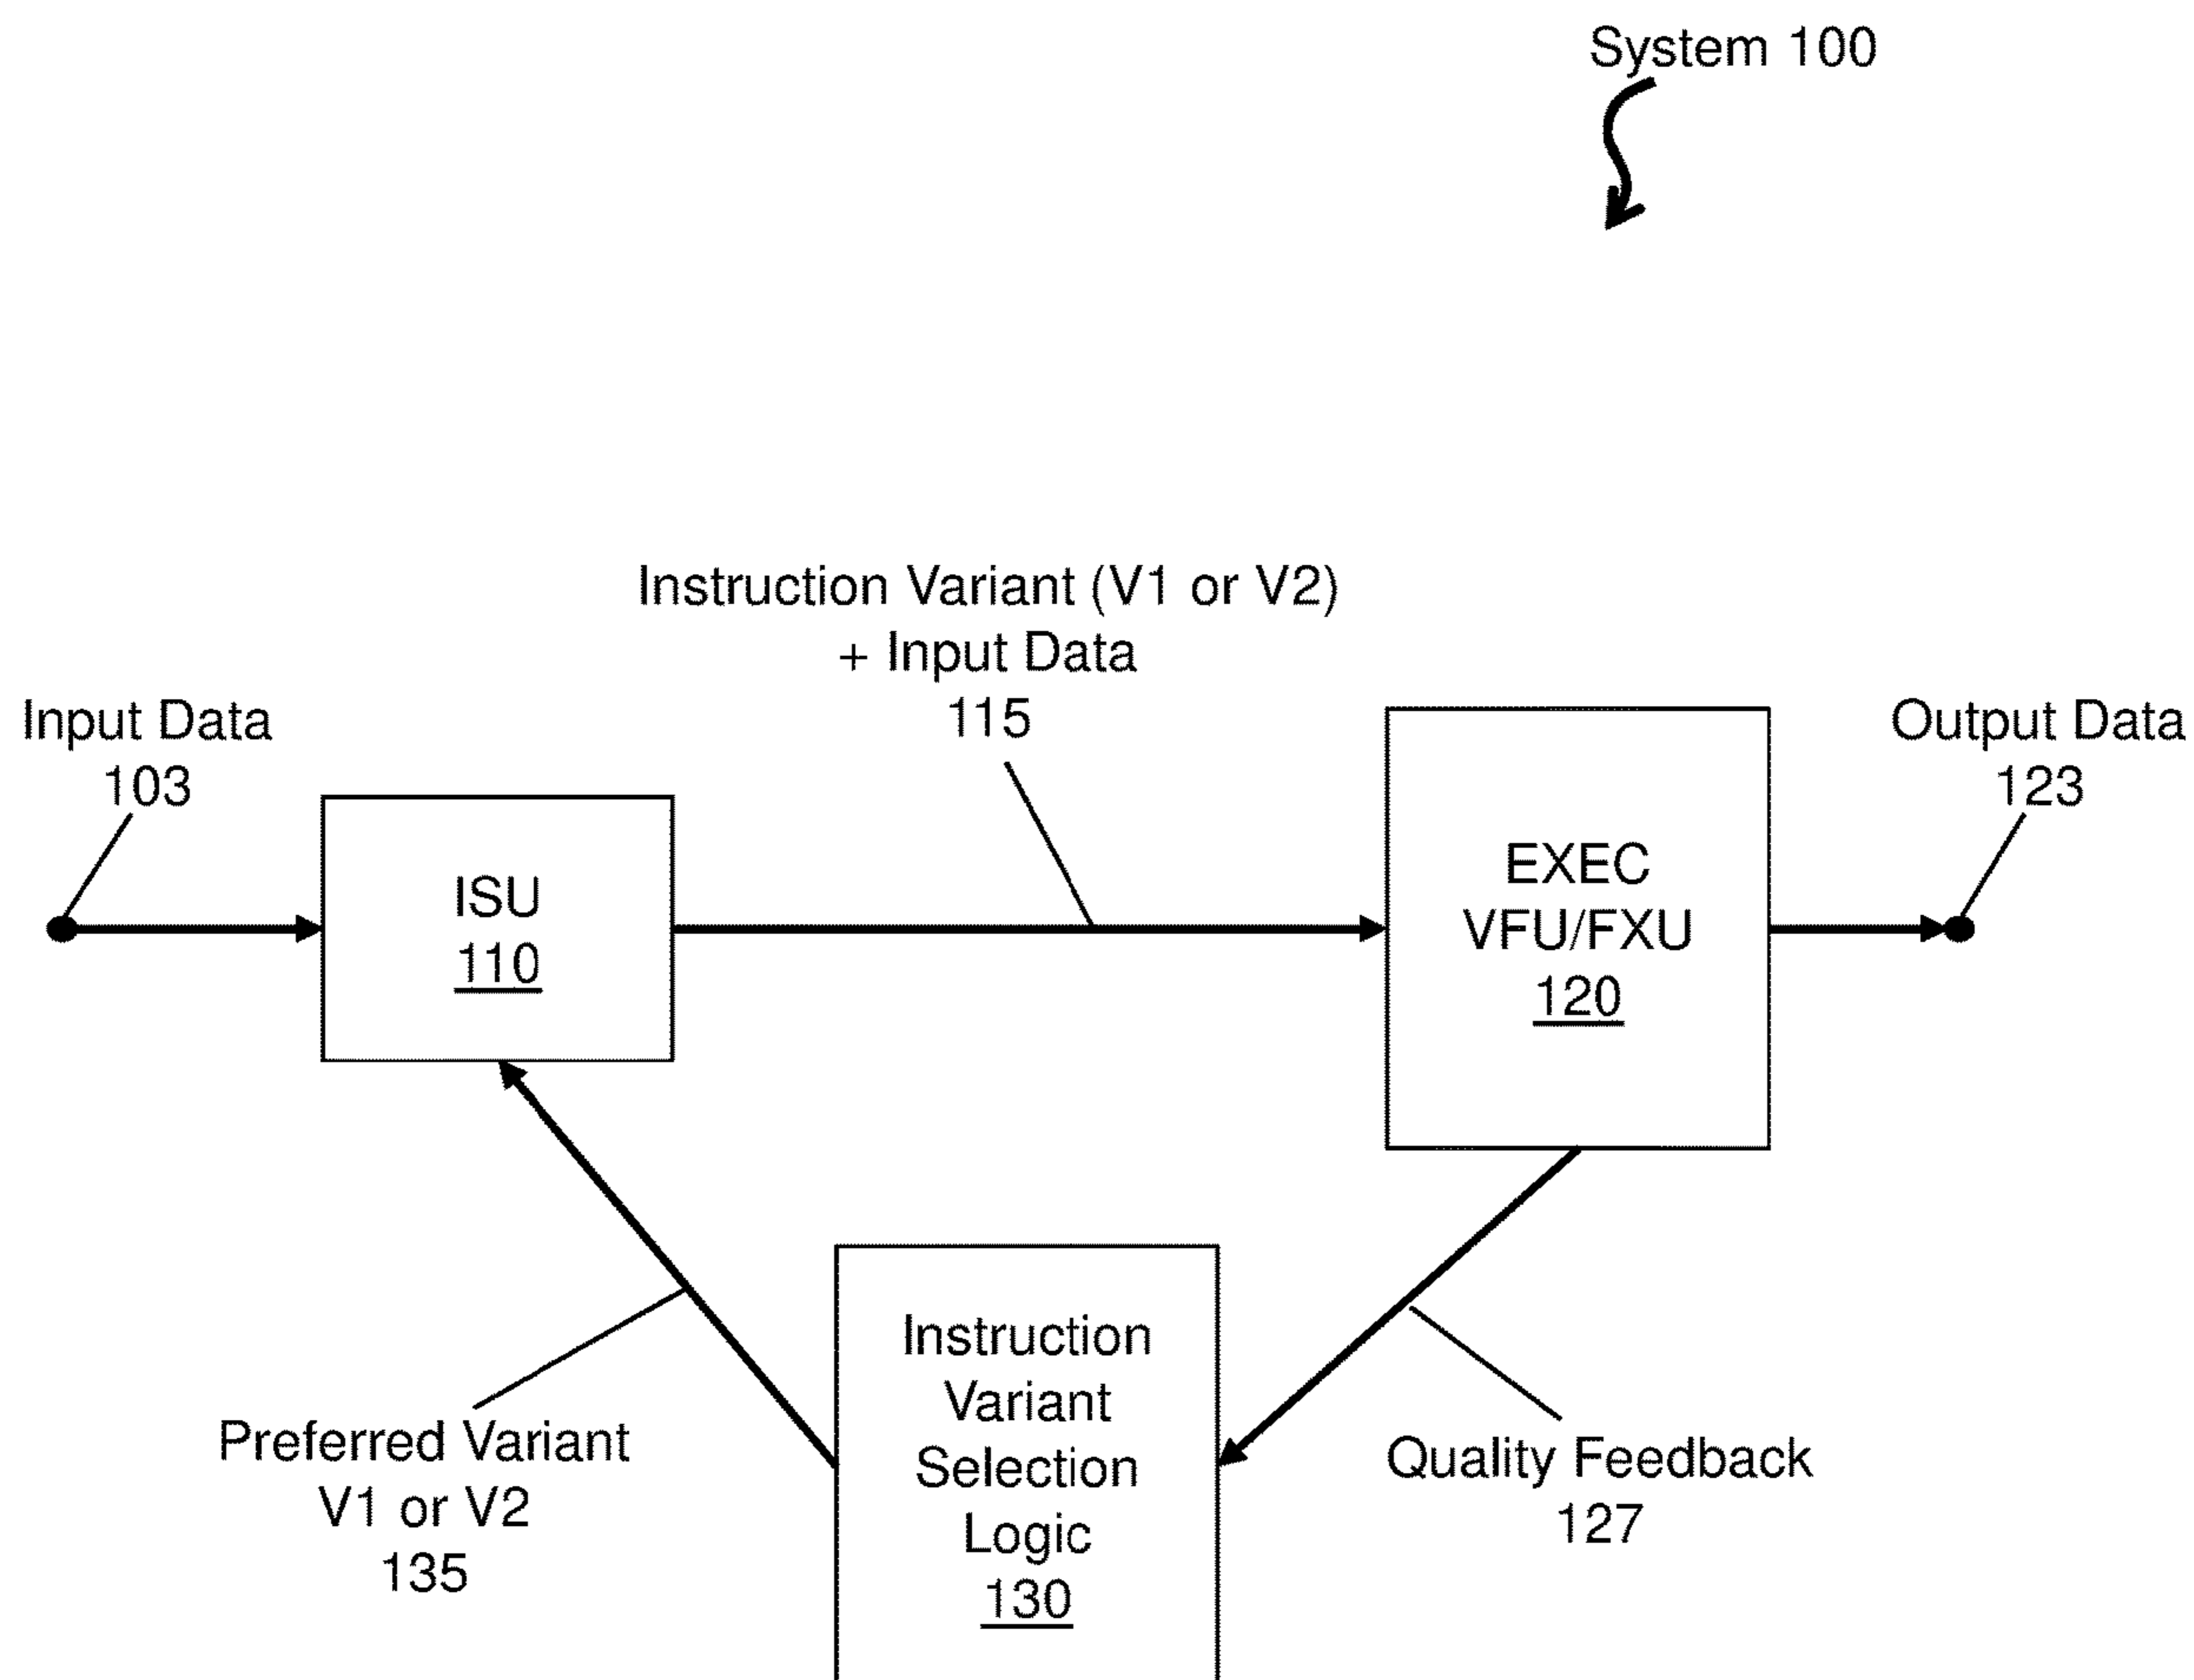 System 100
Instruction Variant (V1 or V2)
+ Input Data
115
Input Data
103
Output Data
123
ISU
110
EXEC
VFU/FXU
120
Instruction
Variant
Selection
Logic
130
Preferred Variant
V1 or V2
135
Quality Feedback
127